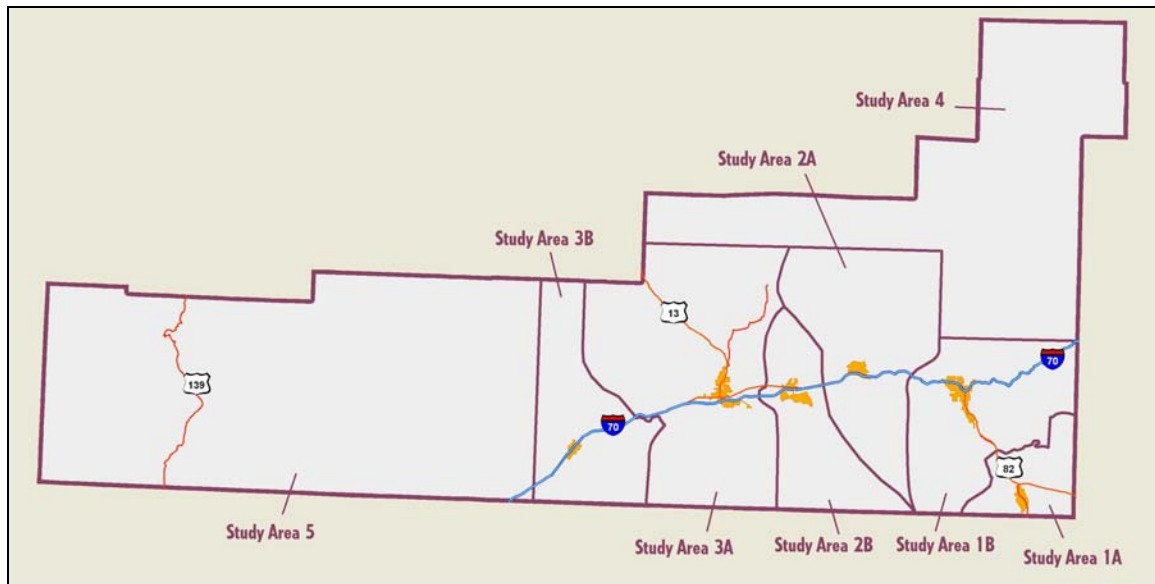 Study Area 4
Study Area 2A
Study Area 3B
13
70
139
70
82
Study Area 5
Study Area 3A
Study Area 2B
Study Area 1B
Study Area 1A